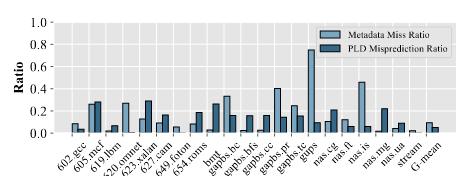 1.0
0.8
0.6
0.4
0.2
0.0
Ratio
Metadata Miss Ratio
PLD Misprediction Ratio
602.gcc
605.mcf
619.lbm
620.omnet
623.xalan
627.cam
649.foton
654 roms
bmt
gapbs.bc
gapbs.bfs
gapbs.cc
gapbs.pr
gapbs.tc
gups
nas.cg
nas.ft
nas.is
nas.mg
nas.ua
stream
G-mean